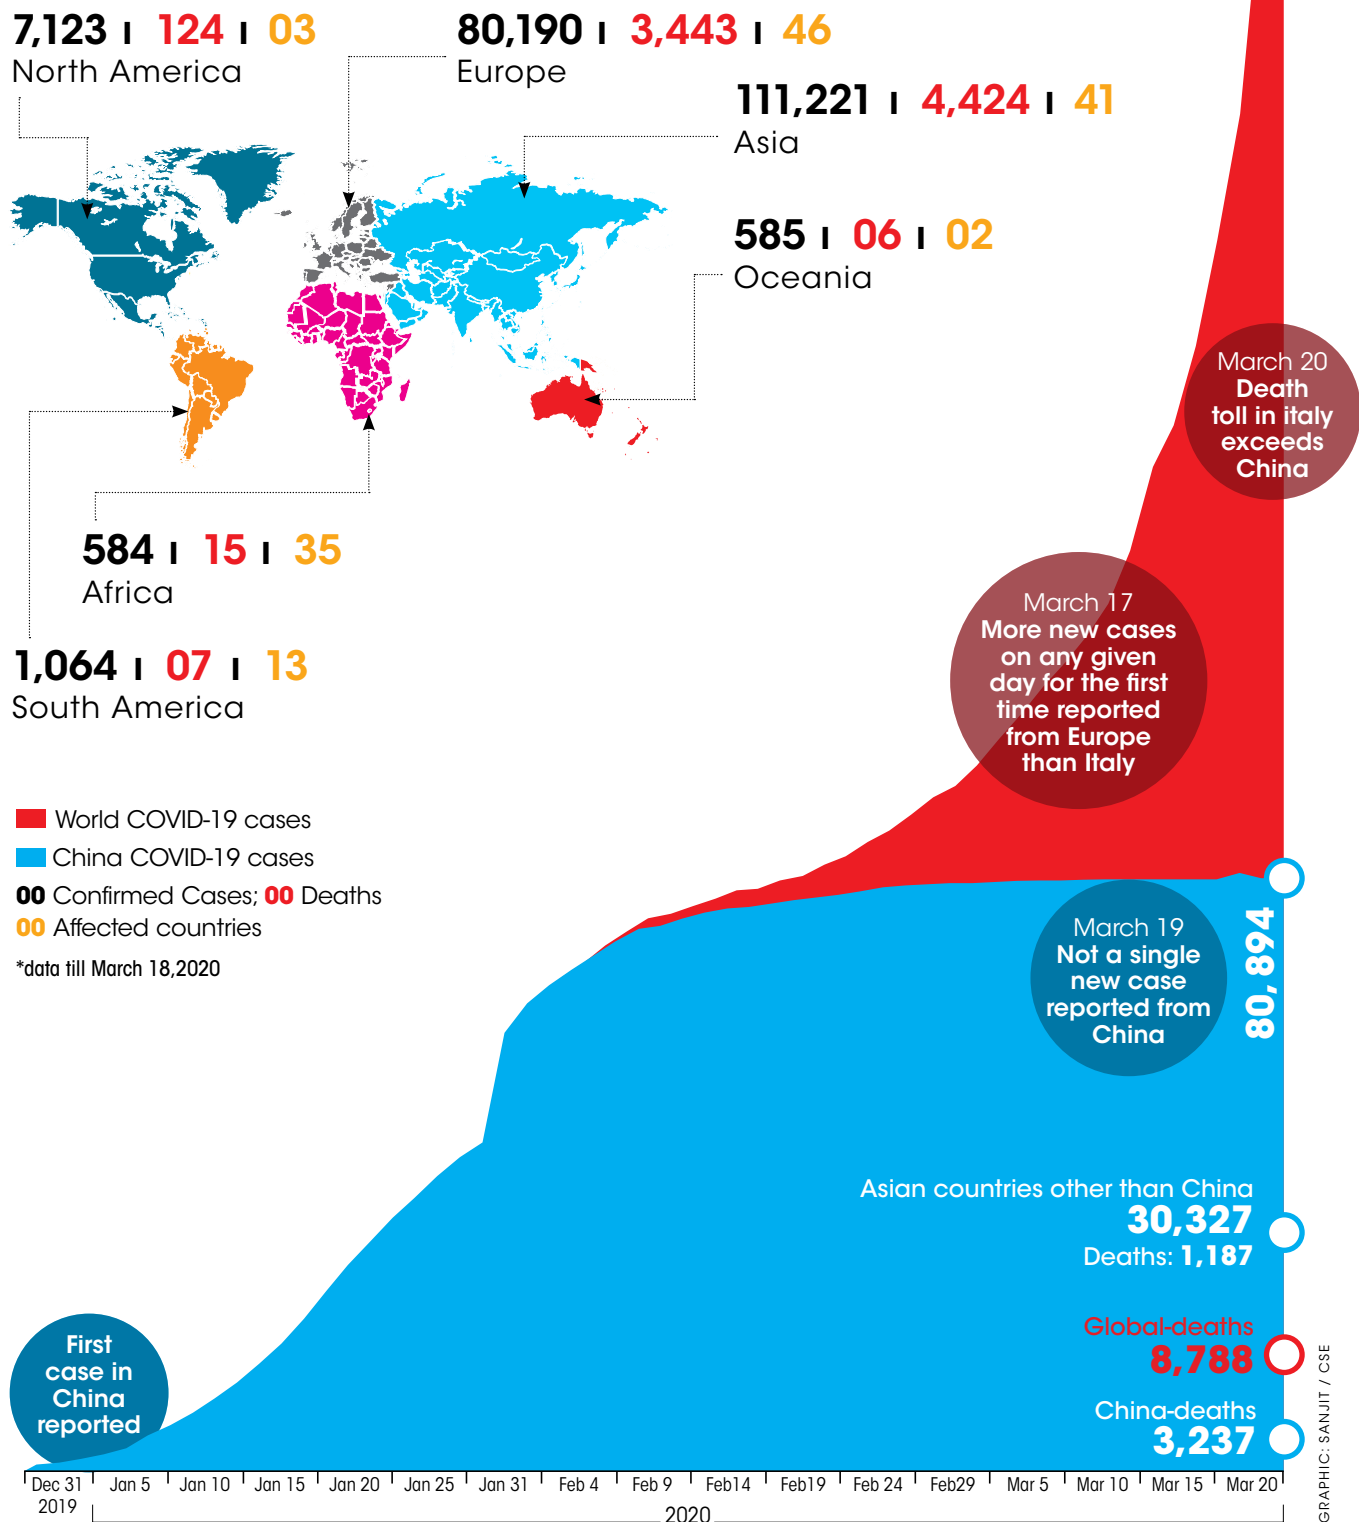 7,123 ı 124 ı 03
North America
80,190 ı 3,443 ı 46
Europe
111,221 ı 4,424 ı 41
Asia
585 ı 06 ı 02
Oceania
584 ı 15 ı 35
Africa
1,064 ı 07 ı 13
South America
World COVID-19 cases
China COVID-19 cases
00 Confirmed Cases; 00 Deaths
00 Affected countries
*data till March 18,2020
March 20
Death
toll in italy
exceeds
China
March 17
More new cases
on any given
day for the first
time reported
from Europe
than Italy
March 19
Not a single
new case
reported from
China
80,894
Asian countries other than China
30,327
Deaths: 1,187
Global-deaths
8,788
China-deaths
3,237
First
case in
China
reported
Dec 31 Jan 5 Jan 10 Jan 15 Jan 20 Jan 25 Jan 31 Feb 4 Feb 9 Feb14 Feb19 Feb 24 Feb29 Mar 5 Mar 10 Mar 15 Mar 20
2019
2020
GRAPHIC: SANJIT / CSE